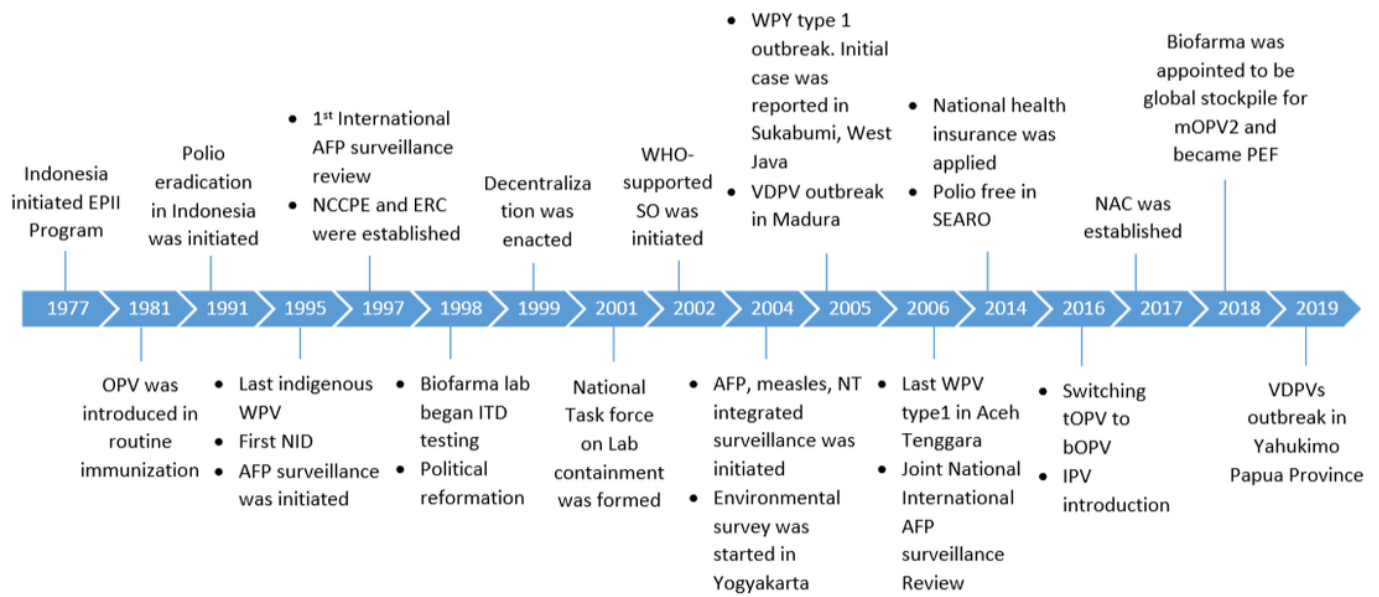 Indonesia
initiated EPII
Program
Polio
eradication
in Indonesia
was initiated
• 1st International
AFP surveillance
review
• NCCPE and ERC
were established
Decentraliza
tion was
enacted
WHO-
supported
SO was
initiated
• WPY type 1
outbreak. Initial
case was
reported in
Sukabumi, West
Java
• VDPV outbreak
in Madura
• National health
insurance was
applied
• Polio free in
SEARO
NAC was
established
Biofarma was
appointed to be
global stockpile for
mOPV2 and
became PEF
1977 1981 1991 1995 1997 1998 1999 2001 2002 2004 2005 2006 2014 2016 2017 2018 2019
OPV was
introduced in
routine
immunization
• Last indigenous
WPV
• First NID
• AFP surveillance
was initiated
• Biofarma lab
began ITD
testing
• Political
reformation
National
Task force
on Lab
containment
was formed
• AFP, measles, NT
integrated
surveillance was
initiated
• Environmental
survey was
started in
Yogyakarta
• Last WPV
type1 in Aceh
Tenggara
• Joint National
International
AFP
surveillance
Review
• Switching
tOPV to
bOPV
• IPV
introduction
VDPVs
outbreak in
Yahukimo
Papua Province